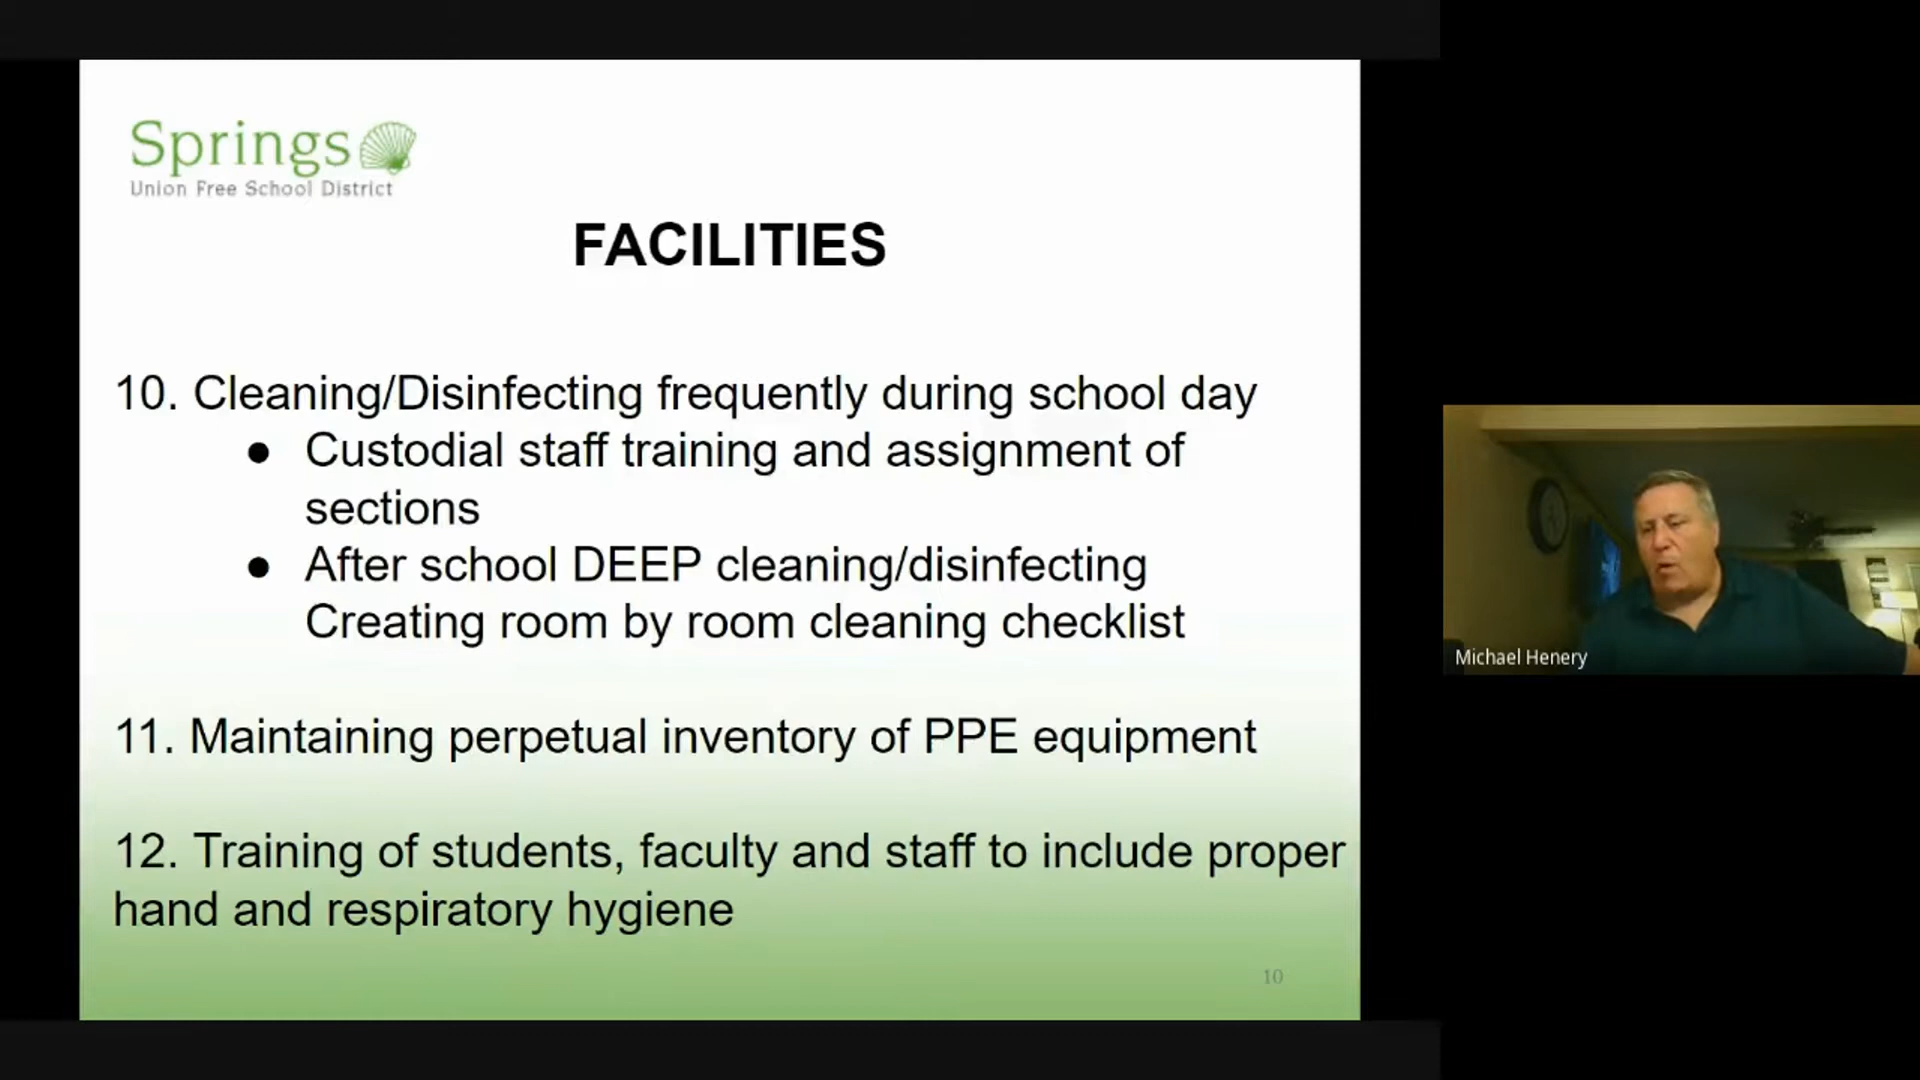 Springs
Union Free School District
FACILITIES
10. Cleaning/Disinfecting frequently during school day
● Custodial staff training and assignment of
sections
● After school DEEP cleaning/disinfecting
Creating room by room cleaning checklist
11. Maintaining perpetual inventory of PPE equipment
12. Training of students, faculty and staff to include proper
hand and respiratory hygiene
10
Michael Henery